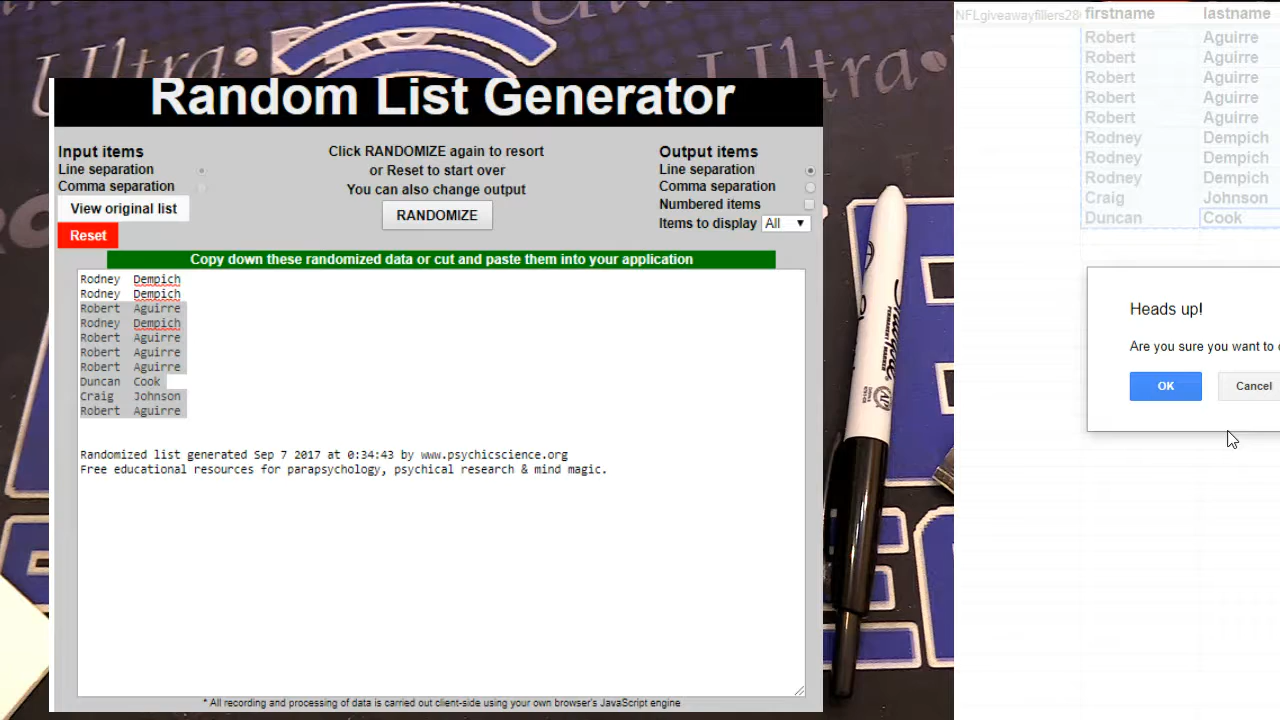 Ultra PRO
Ultra
NFLgiveawayfillers28
firstname lastname
Robert Aguirre
Robert Aguirre
Robert Aguirre
Robert Aguirre
Robert Aguirre
Rodney Dempich
Rodney Dempich
Rodney Dempich
Craig Johnson
Duncan Cook
Random List Generator
Input items
Line separation
Comma separation
View original list
Reset
Click RANDOMIZE again to resort
or Reset to start over
You can also change output
RANDOMIZE
Output items
Line separation
Comma separation
Numbered items
Items to display All
Copy down these randomized data or cut and paste them into your application
Rodney Dempich
Rodney Dempich
Robert Aguirre
Rodney Dempich
Robert Aguirre
Robert Aguirre
Robert Aguirre
Duncan Cook
Craig Johnson
Robert Aguirre
Randomized list generated Sep 7 2017 at 0:34:43 by www.psychicscience.org
Free educational resources for parapsychology, psychical research & mind magic.
* All recording and processing of data is carried out client-side using your own browser's JavaScript engine
Heads up!
Are you sure you want to
OK
Cancel
Sharpie